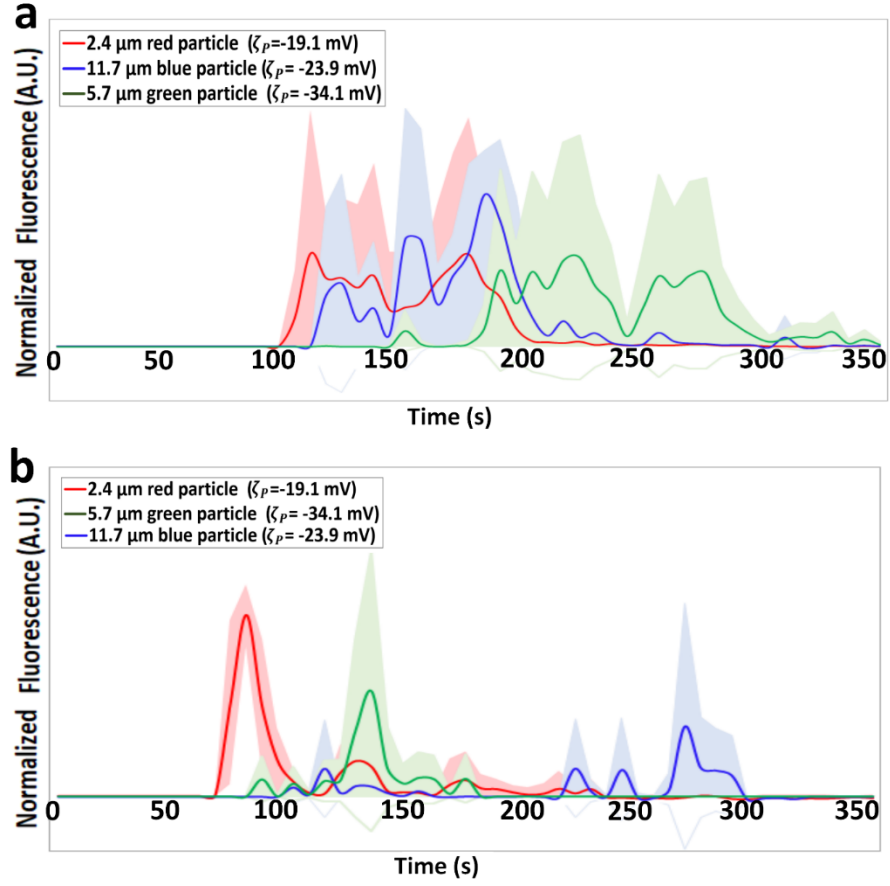 a
2.4 µm red particle (ζP=-19.1 mV)
11.7 µm blue particle (ζP= -23.9 mV)
5.7 µm green particle (ζP= -34.1 mV)
Normalized Fluorescence (A.U.)
0 50 100 150 200 250 300 350
Time (s)
b
2.4 µm red particle (ζP=-19.1 mV)
5.7 µm green particle (ζP= -34.1 mV)
11.7 µm blue particle (ζP= -23.9 mV)
Normalized Fluorescence (A.U.)
0 50 100 150 200 250 300 350
Time (s)